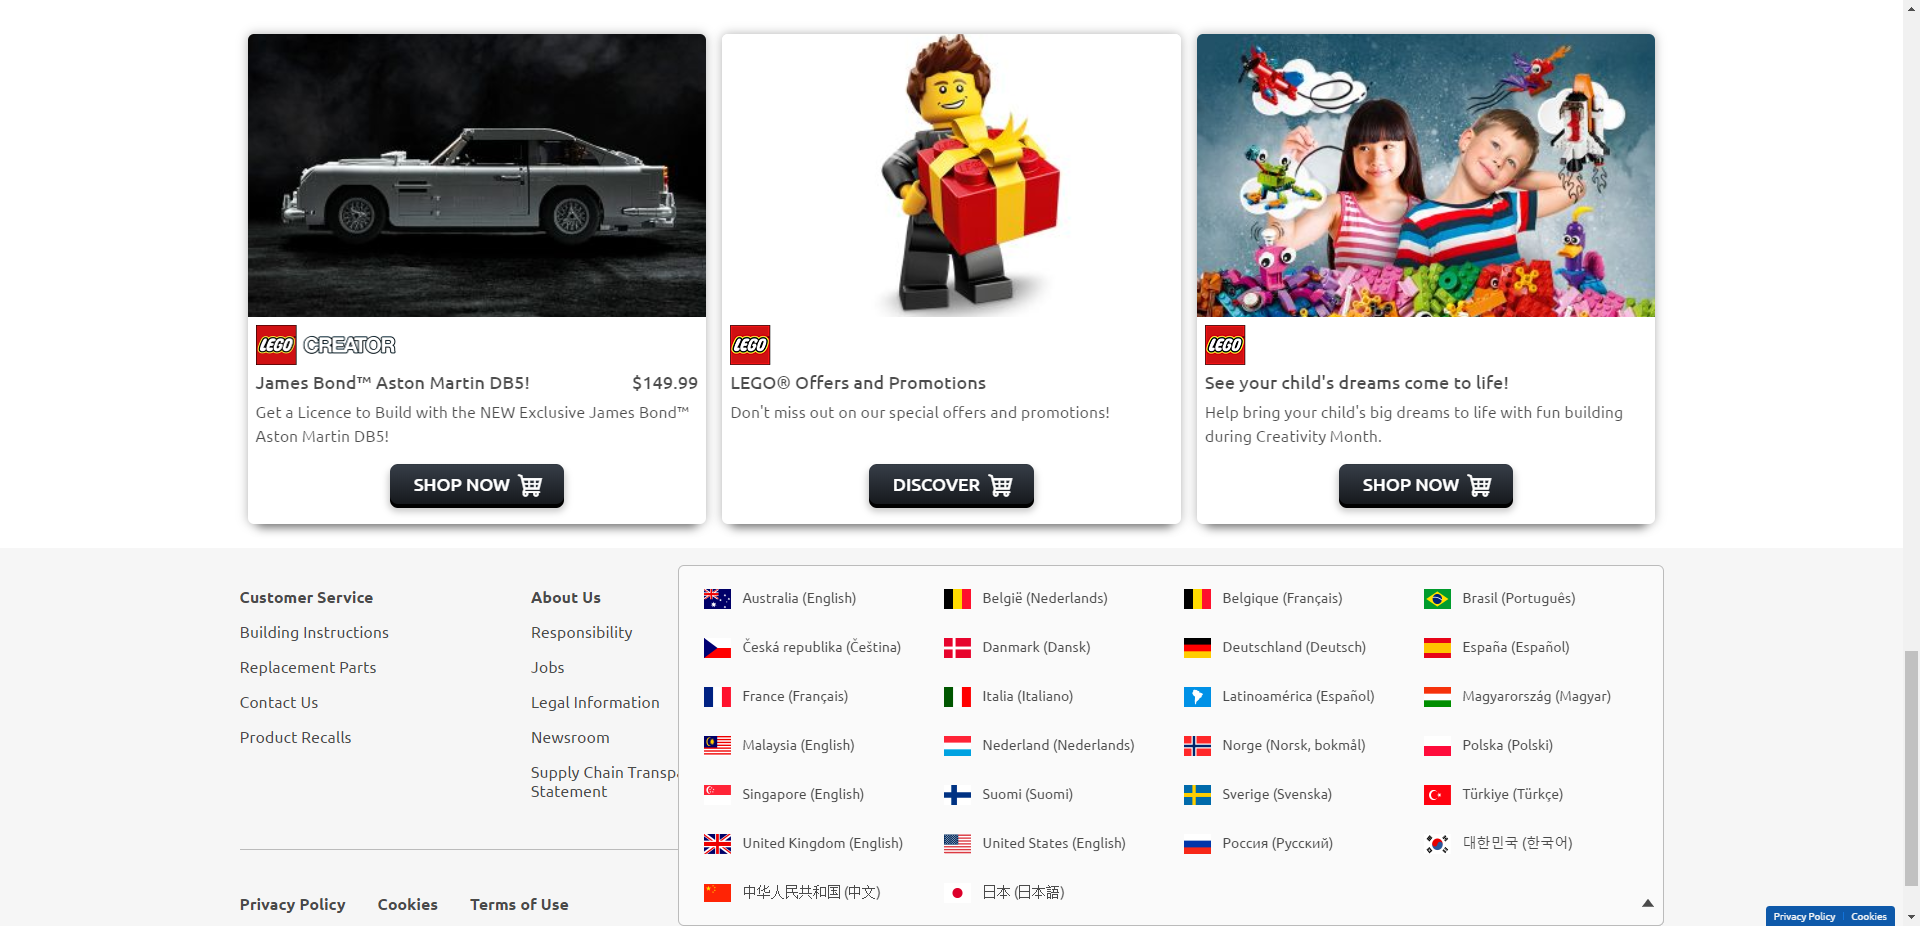 LEGO CREATOR
James Bond™ Aston Martin DB5! $149.99
Get a Licence to Build with the NEW Exclusive James Bond™
Aston Martin DB5!
SHOP NOW
LEGO
LEGO® Offers and Promotions
Don't miss out on our special offers and promotions!
DISCOVER
LEGO
See your child's dreams come to life!
Help bring your child's big dreams to life with fun building
during Creativity Month.
SHOP NOW
Customer Service
Building Instructions
Replacement Parts
Contact Us
Product Recalls
About Us
Responsibility
Jobs
Legal Information
Newsroom
Supply Chain Transpa
Statement
Australia (English)
België (Nederlands)
Belgique (Français)
Brasil (Português)
Česká republika (Čeština)
Danmark (Dansk)
Deutschland (Deutsch)
España (Español)
France (Français)
Italia (Italiano)
Latinoamérica (Español)
Magyarország (Magyar)
Malaysia (English)
Nederland (Nederlands)
Norge (Norsk, bokmål)
Polska (Polski)
Singapore (English)
Suomi (Suomi)
Sverige (Svenska)
Türkiye (Türkçe)
United Kingdom (English)
United States (English)
Россия (Русский)
대한민국 (한국어)
中华人民共和国 (中文)
日本 (日本語)
Privacy Policy Cookies Terms of Use
Privacy Policy Cookies